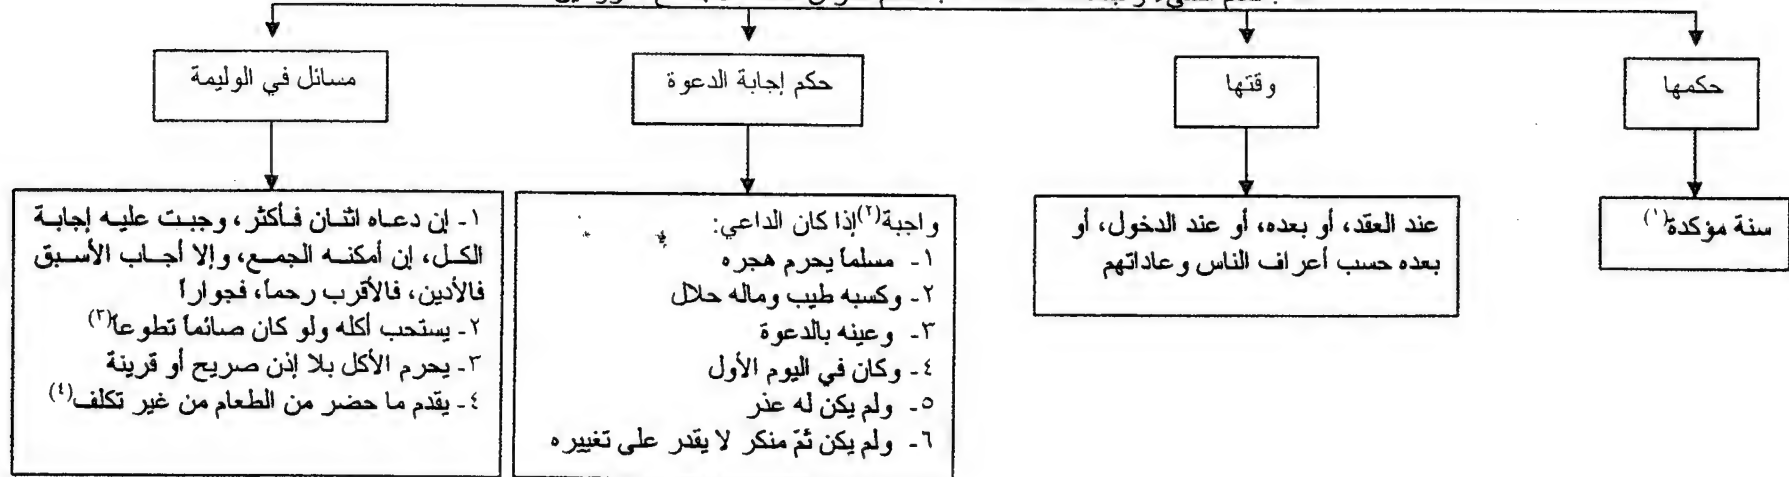 حكمها
وقتها
حكم إجابة الدعوة
مسائل في الوليمة
سنة مؤكدة(١)
عند العقد، أو بعده، أو عند الدخول، أو
بعده حسب أعراف الناس وعاداتهم
واجبة(٢) إذا كان الداعي:
١- مسلماً يحرم هجره
٢- وكسبه طيب وماله حلال
٣- وعينه بالدعوة
٤- وكان في اليوم الأول
٥- ولم يكن له عذر
٦- ولم يكن ثمّ منكر لا يقدر على تغييره
١- إن دعاه اثنان فأكثر، وجبت عليه إجابة
الكل، إن أمكنه الجمع، وإلا أجاب الأسبق
فالأدين، فالأقرب رحماً، فجواراً
٢- يستحب أكله ولو كان صائماً تطوعاً(٣)
٣- يحرم الأكل بلا إذن صريح أو قرينة
٤- يقدم ما حضر من الطعام من غير تكلف(٤)